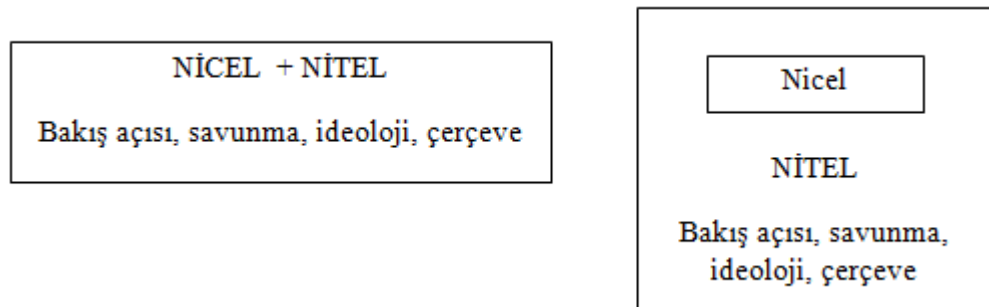 NİCEL + NİTEL
Bakış açısı, savunma, ideoloji, çerçeve
Nicel
NİTEL
Bakış açısı, savunma,
ideoloji, çerçeve